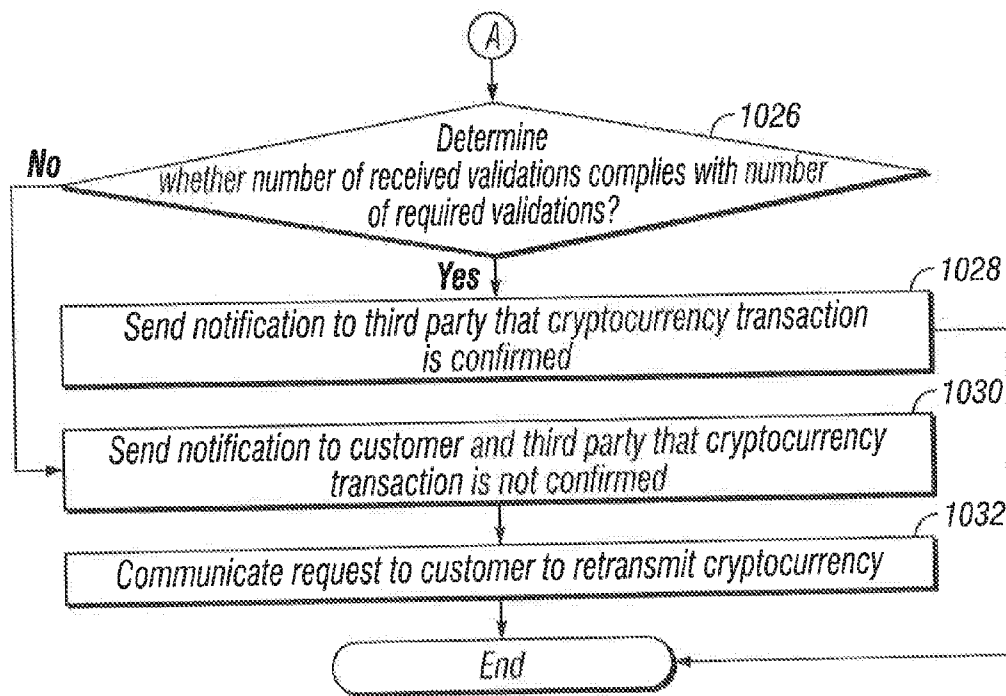 A
1026
Determine
No
whether number of received validations complies with number
of required validations?
Yes
1028
Send notification to third party that cryptocurrency transaction
is confirmed
1030
Send notification to customer and third party that cryptocurrency
transaction is not confirmed
1032
Communicate request to customer to retransmit cryptocurrency
End